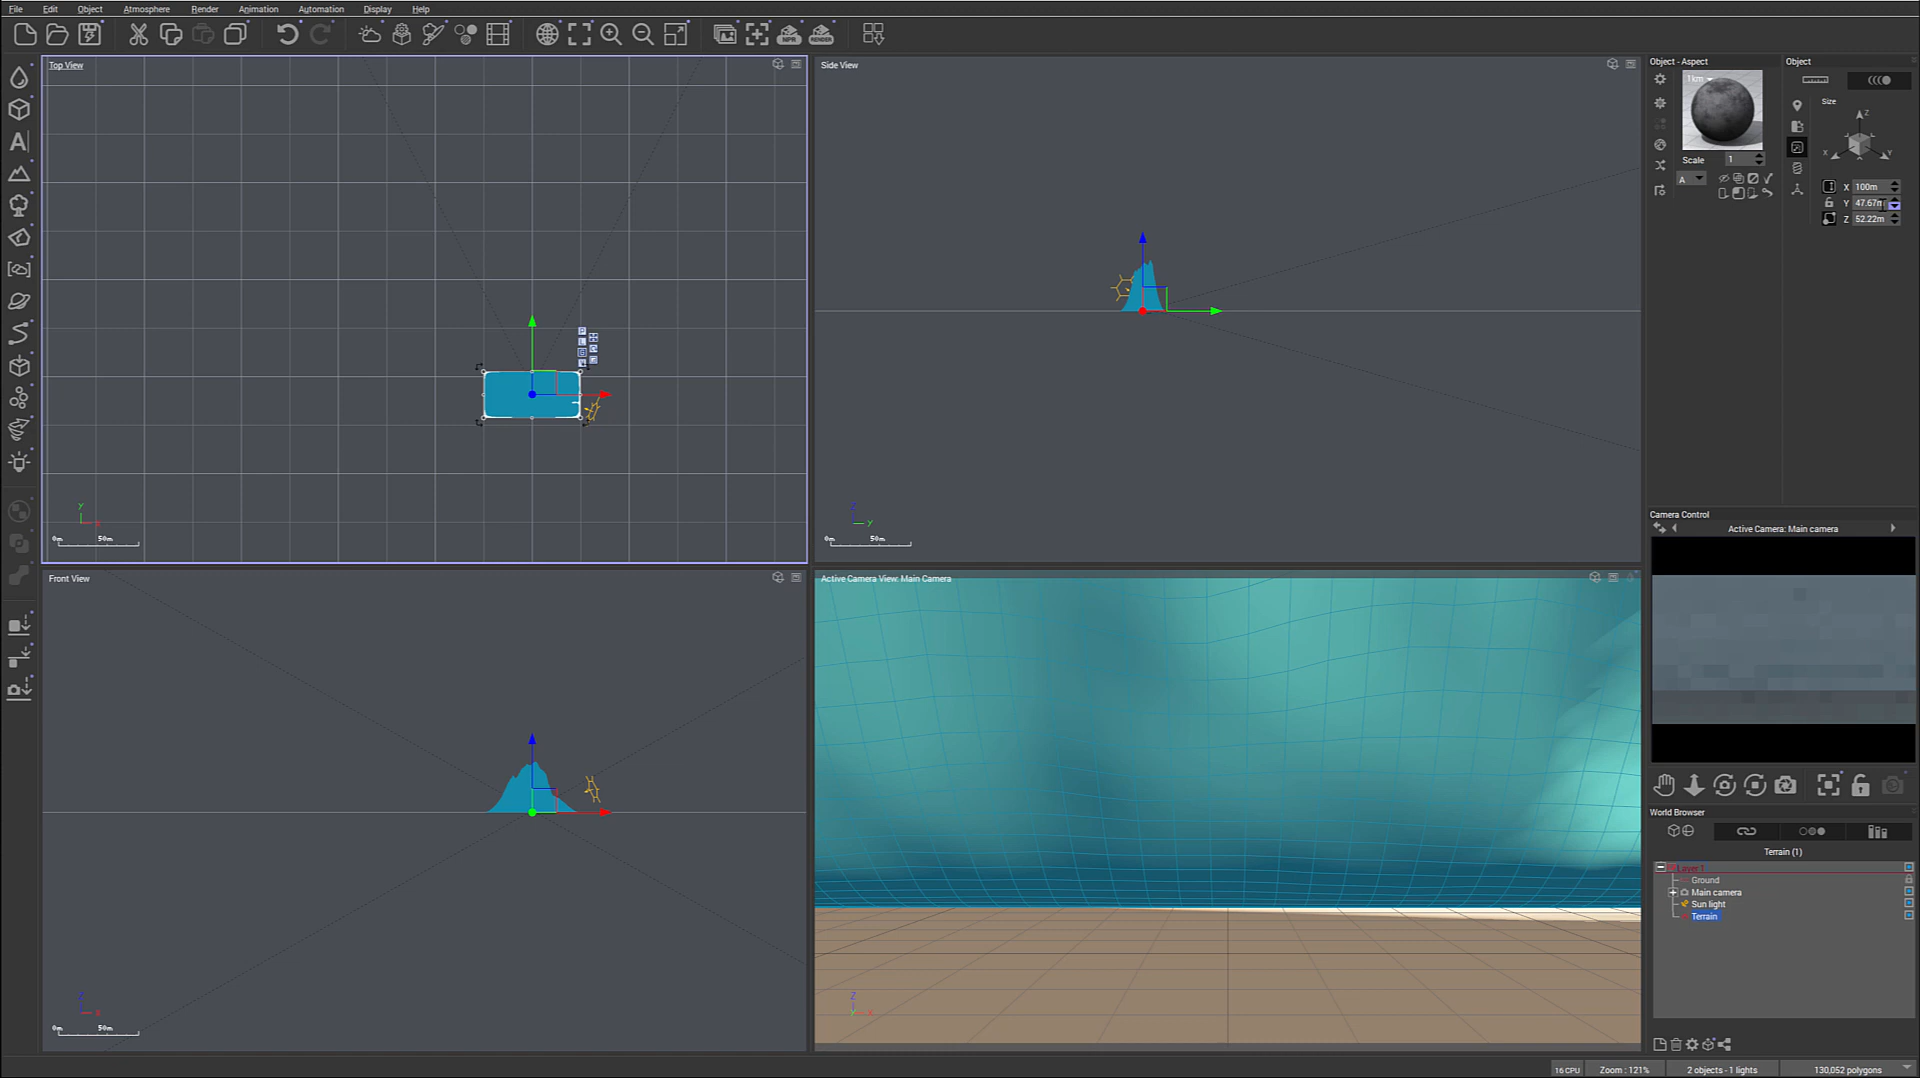 File Edit Object Atmosphere Render Animation Automation Display Help
Top View
Side View
Object - Aspect
Object
1km
Size
Z
X
Y
Scale 1
A
X 100m
Y 47.67m
Z 52.22m
Y
X
0m 50m
Z
Y
0m 50m
Camera Control
Active Camera: Main camera
Front View
Active Camera View: Main Camera
World Browser
Terrain (1)
Layer 1
Ground
Main camera
Sun light
Terrain
Z
X
0m 50m
Z
Y
X
16 CPU
Zoom : 121%
2 objects - 1 lights
130,052 polygons